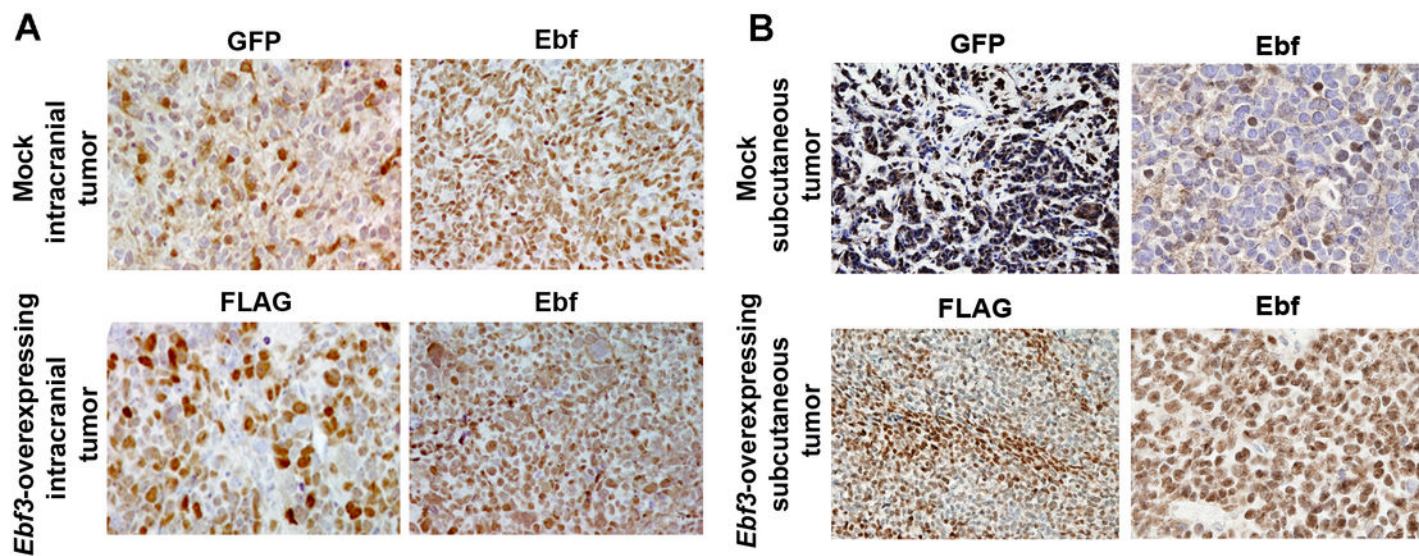 A
GFP
Ebf
Mock
intracranial
tumor
FLAG
Ebf
Ebf3-overexpressing
intracranial
tumor
B
GFP
Ebf
Mock
subcutaneous
tumor
FLAG
Ebf
Ebf3-overexpressing
subcutaneous
tumor